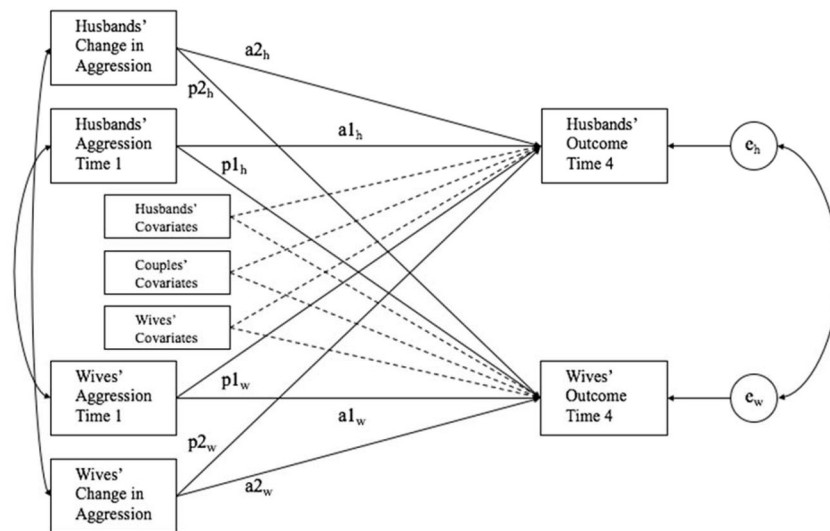 Husbands’
Change in
Aggression
a2h
p2h
Husbands’
Aggression
Time 1
a1h
p1h
Husbands’
Outcome
Time 4
eh
Husbands’
Covariates
Couples’
Covariates
Wives’
Covariates
Wives’
Aggression
Time 1
p1w
a1w
Wives’
Outcome
Time 4
ew
p2w
a2w
Wives’
Change in
Aggression